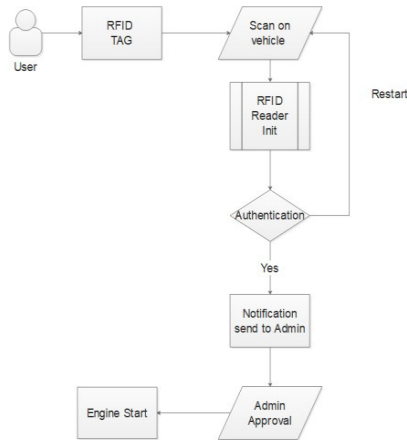 User
RFID
TAG
Scan on
vehicle
Restart
RFID
Reader
Init
Authentication
Yes
Notification
send to Admin
Engine Start
Admin
Approval